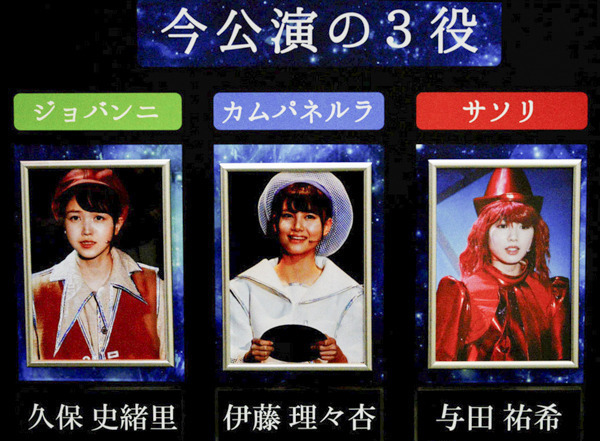 今公演の3役
ジョバンニ
カムパネルラ
サソリ
久保 史緒里
伊藤 理々杏
与田 祐希